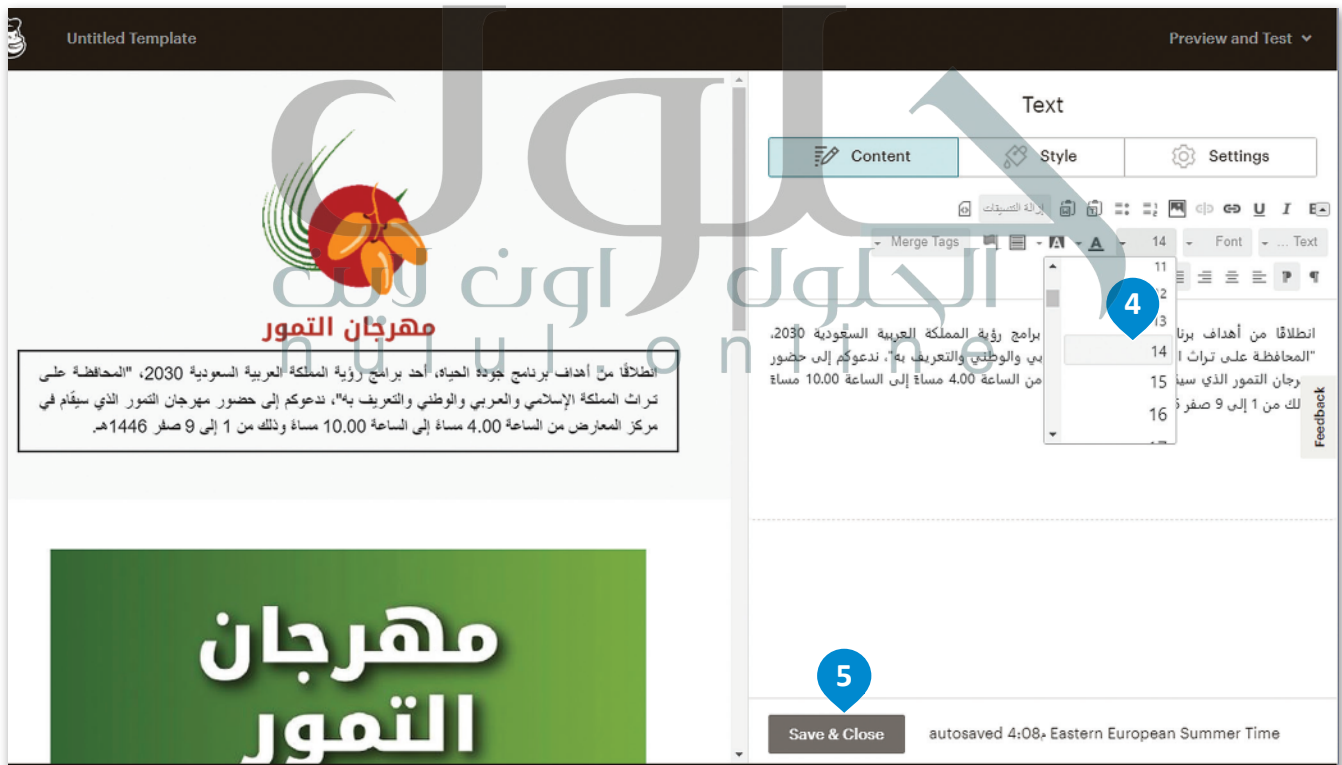 Untitled Template
Preview and Test
حلول
حلول اون لاين
hulul online
مهرجان التمور
انطلاقًا من أهداف برنامج جودة الحياة، أحد برامج رؤية المملكة العربية السعودية 2030، "المحافظة على
تراث المملكة الإسلامي والعربي والوطني والتعريف به"، ندعوكم إلى حضور مهرجان التمور الذي سيقام في
مركز المعارض من الساعة 4.00 مساءً إلى الساعة 10.00 مساءً وذلك من 1 إلى 9 صفر 1446هـ.
مهرجان
التمور
Text
Content
Style
Settings
إزالة التنسيقات
U I
Merge Tags
A A 14 Font ... Text
11
12
13
14
15
16
17
4
انطلاقًا من أهداف برنا برامج رؤية المملكة العربية السعودية 2030،
"المحافظة على تراث ا بي والوطني والتعريف به"، ندعوكم إلى حضور
رجان التمور الذي سيق من الساعة 4.00 مساءً إلى الساعة 10.00 مساءً
لك من 1 إلى 9 صفر
Feedback
5
Save & Close
autosaved 4:08م Eastern European Summer Time